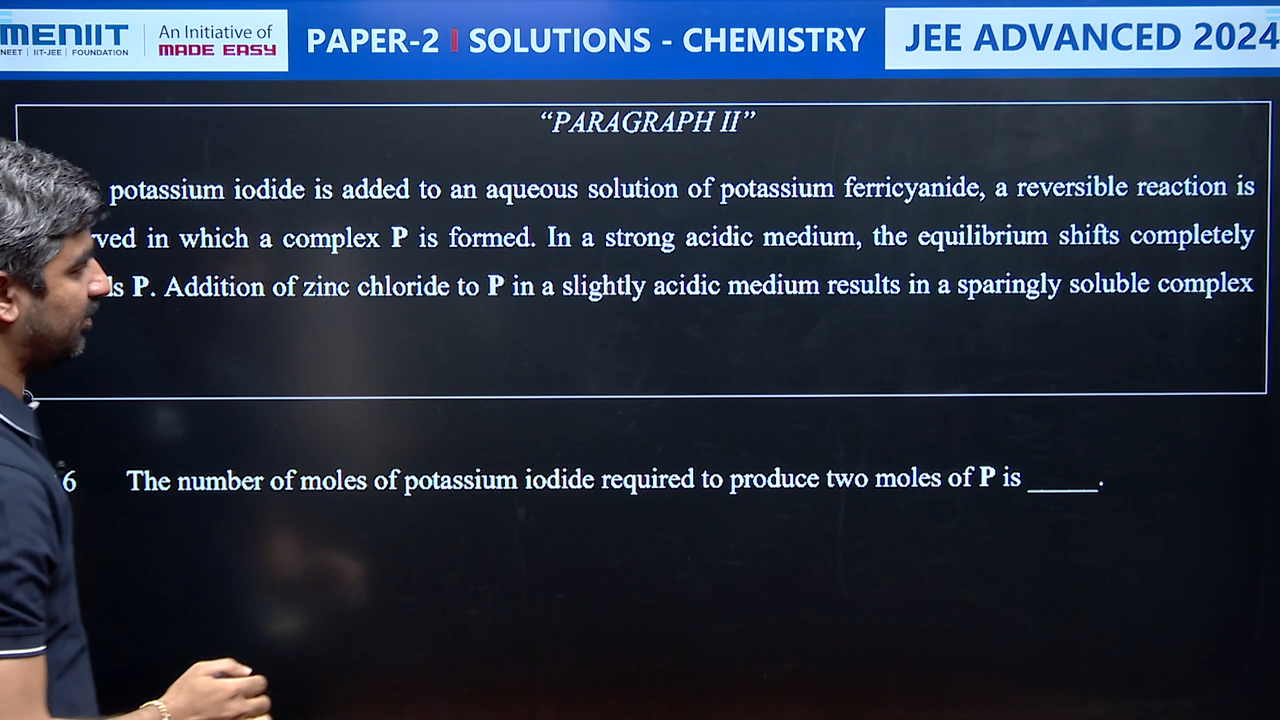 MENIIT
NEET | IIT-JEE | FOUNDATION
An Initiative of
MADE EASY
PAPER-2 | SOLUTIONS - CHEMISTRY
JEE ADVANCED 2024
“PARAGRAPH II”
potassium iodide is added to an aqueous solution of potassium ferricyanide, a reversible reaction is
in which a complex P is formed. In a strong acidic medium, the equilibrium shifts completely
P. Addition of zinc chloride to P in a slightly acidic medium results in a sparingly soluble complex
6 The number of moles of potassium iodide required to produce two moles of P is _____.